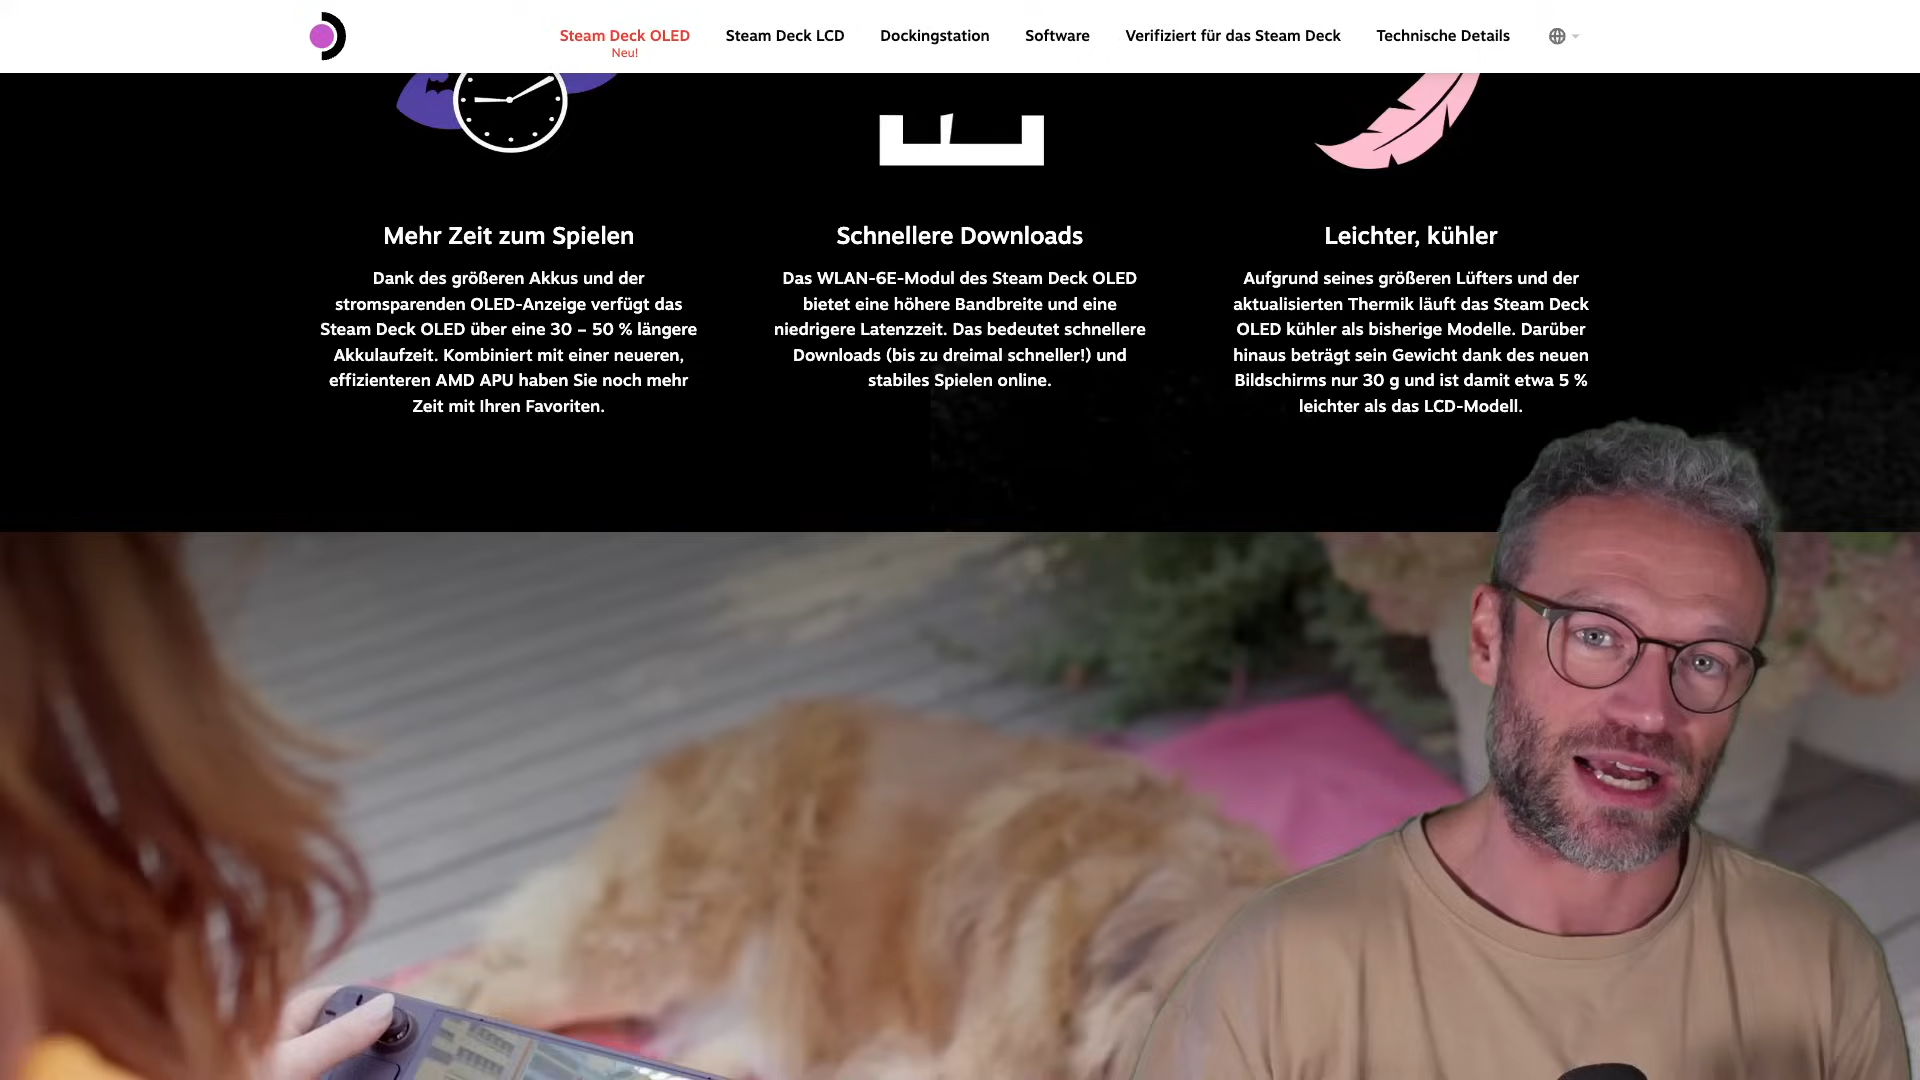 Steam Deck OLED
Neu!
Steam Deck LCD
Dockingstation
Software
Verifiziert für das Steam Deck
Technische Details
Mehr Zeit zum Spielen
Dank des größeren Akkus und der
stromsparenden OLED-Anzeige verfügt das
Steam Deck OLED über eine 30 – 50 % längere
Akkulaufzeit. Kombiniert mit einer neueren,
effizienteren AMD APU haben Sie noch mehr
Zeit mit Ihren Favoriten.
Schnellere Downloads
Das WLAN-6E-Modul des Steam Deck OLED
bietet eine höhere Bandbreite und eine
niedrigere Latenzzeit. Das bedeutet schnellere
Downloads (bis zu dreimal schneller!) und
stabiles Spielen online.
Leichter, kühler
Aufgrund seines größeren Lüfters und der
aktualisierten Thermik läuft das Steam Deck
OLED kühler als bisherige Modelle. Darüber
hinaus beträgt sein Gewicht dank des neuen
Bildschirms nur 30 g und ist damit etwa 5 %
leichter als das LCD-Modell.